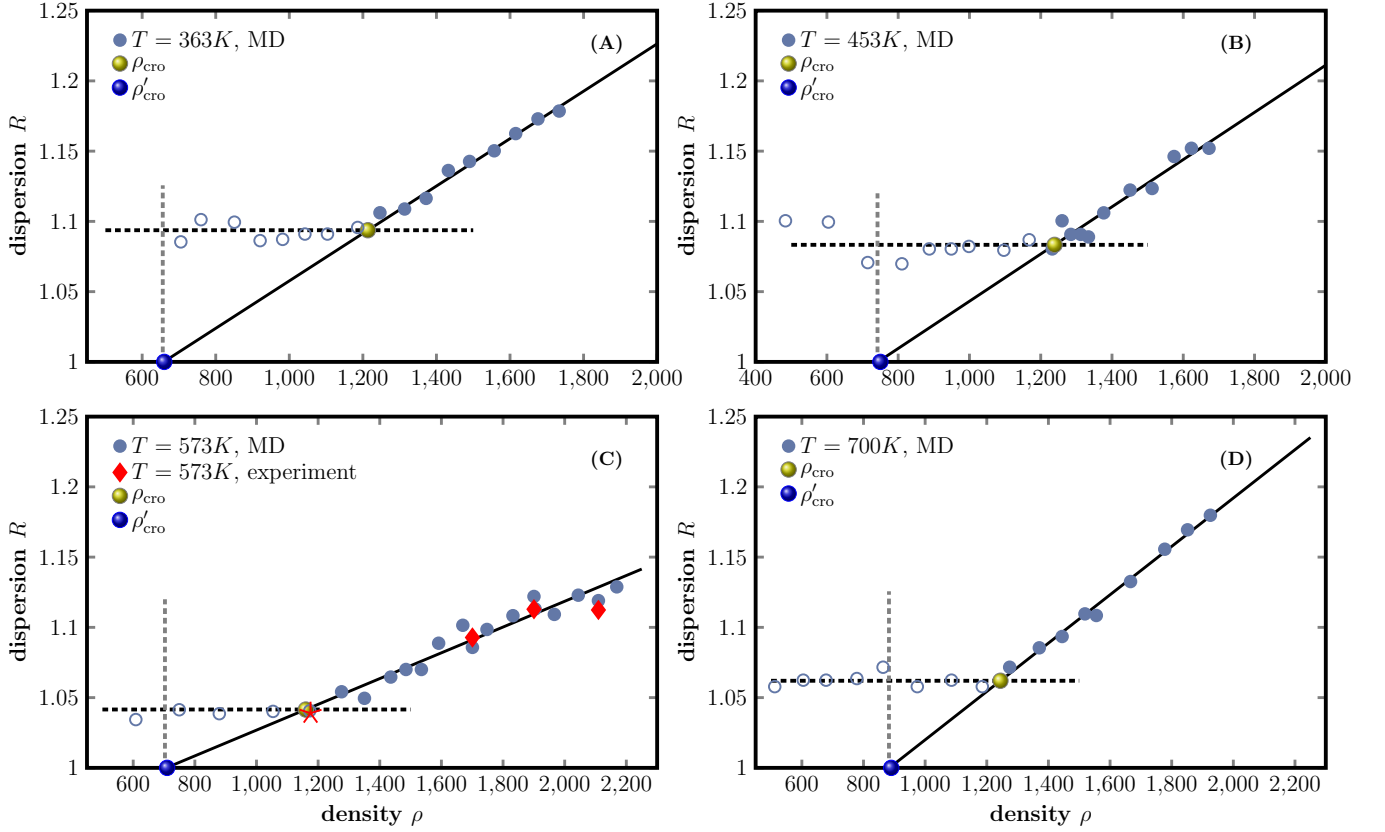 1.25
1.2
1.15
1.1
1.05
1
dispersion R
T = 363K, MD
ρcro
ρ′cro
(A)
600 800 1,000 1,200 1,400 1,600 1,800 2,000
1.25
1.2
1.15
1.1
1.05
1
dispersion R
T = 453K, MD
ρcro
ρ′cro
(B)
400 600 800 1,000 1,200 1,400 1,600 1,800 2,000
1.25
1.2
1.15
1.1
1.05
1
dispersion R
T = 573K, MD
T = 573K, experiment
ρcro
ρ′cro
(C)
600 800 1,000 1,200 1,400 1,600 1,800 2,000 2,200
density ρ
1.25
1.2
1.15
1.1
1.05
1
dispersion R
T = 700K, MD
ρcro
ρ′cro
(D)
600 800 1,000 1,200 1,400 1,600 1,800 2,000 2,200
density ρ